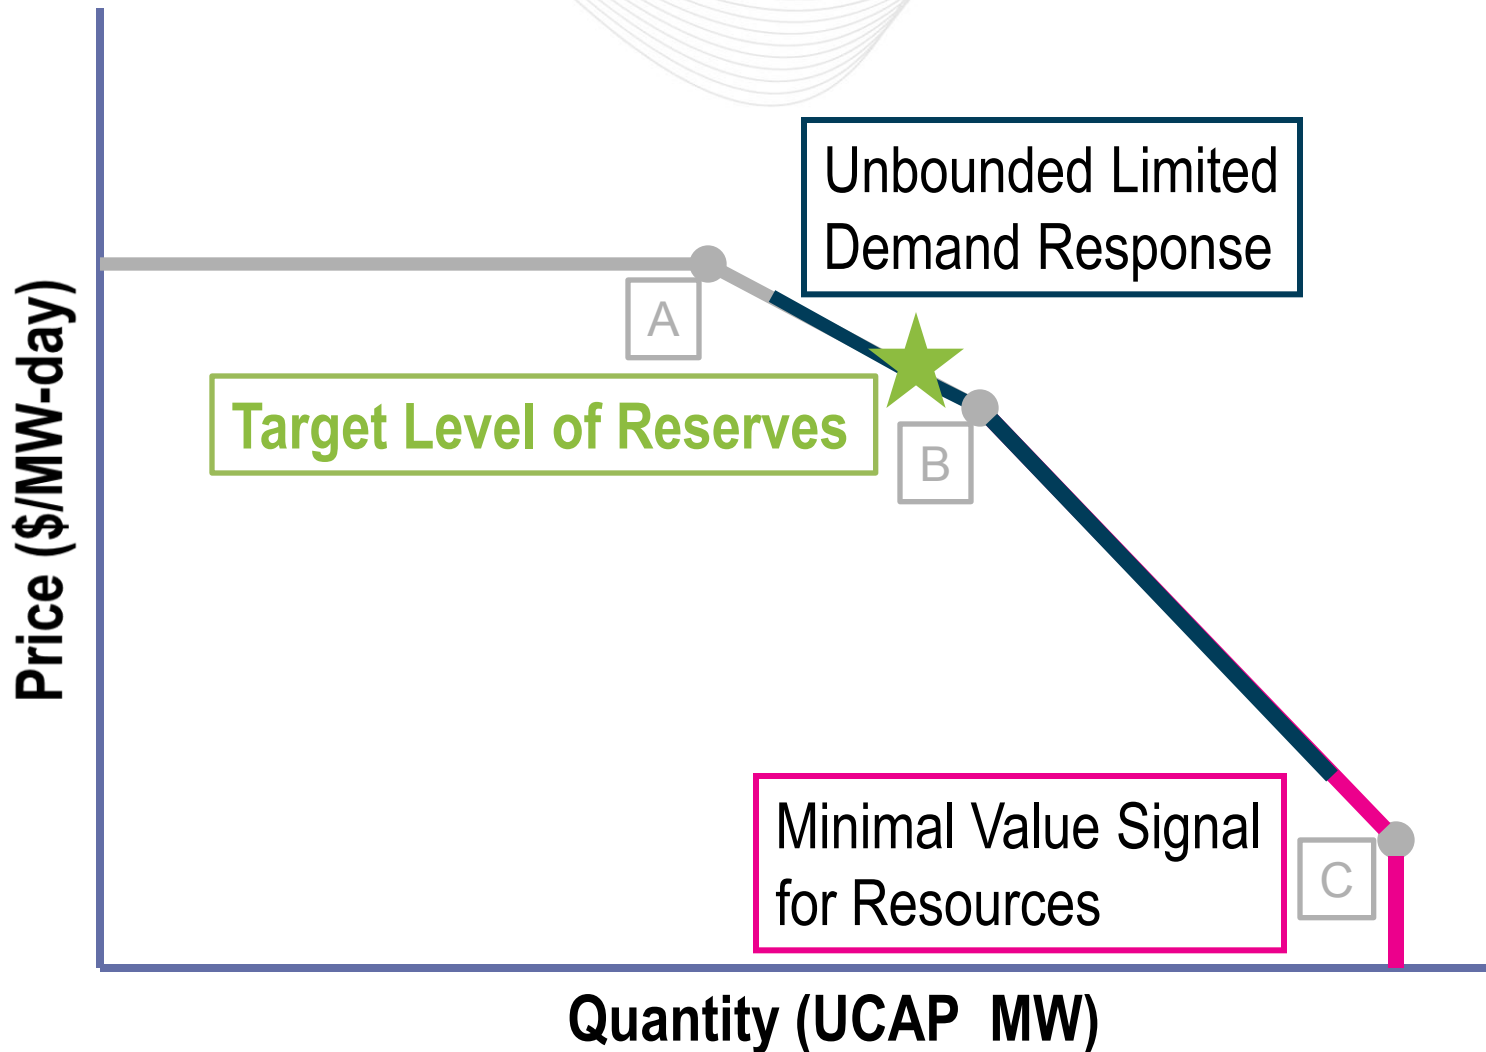 Unbounded Limited
Demand Response
A
Target Level of Reserves
B
Price ($/MW-day)
Minimal Value Signal
for Resources
C
Quantity (UCAP  MW)